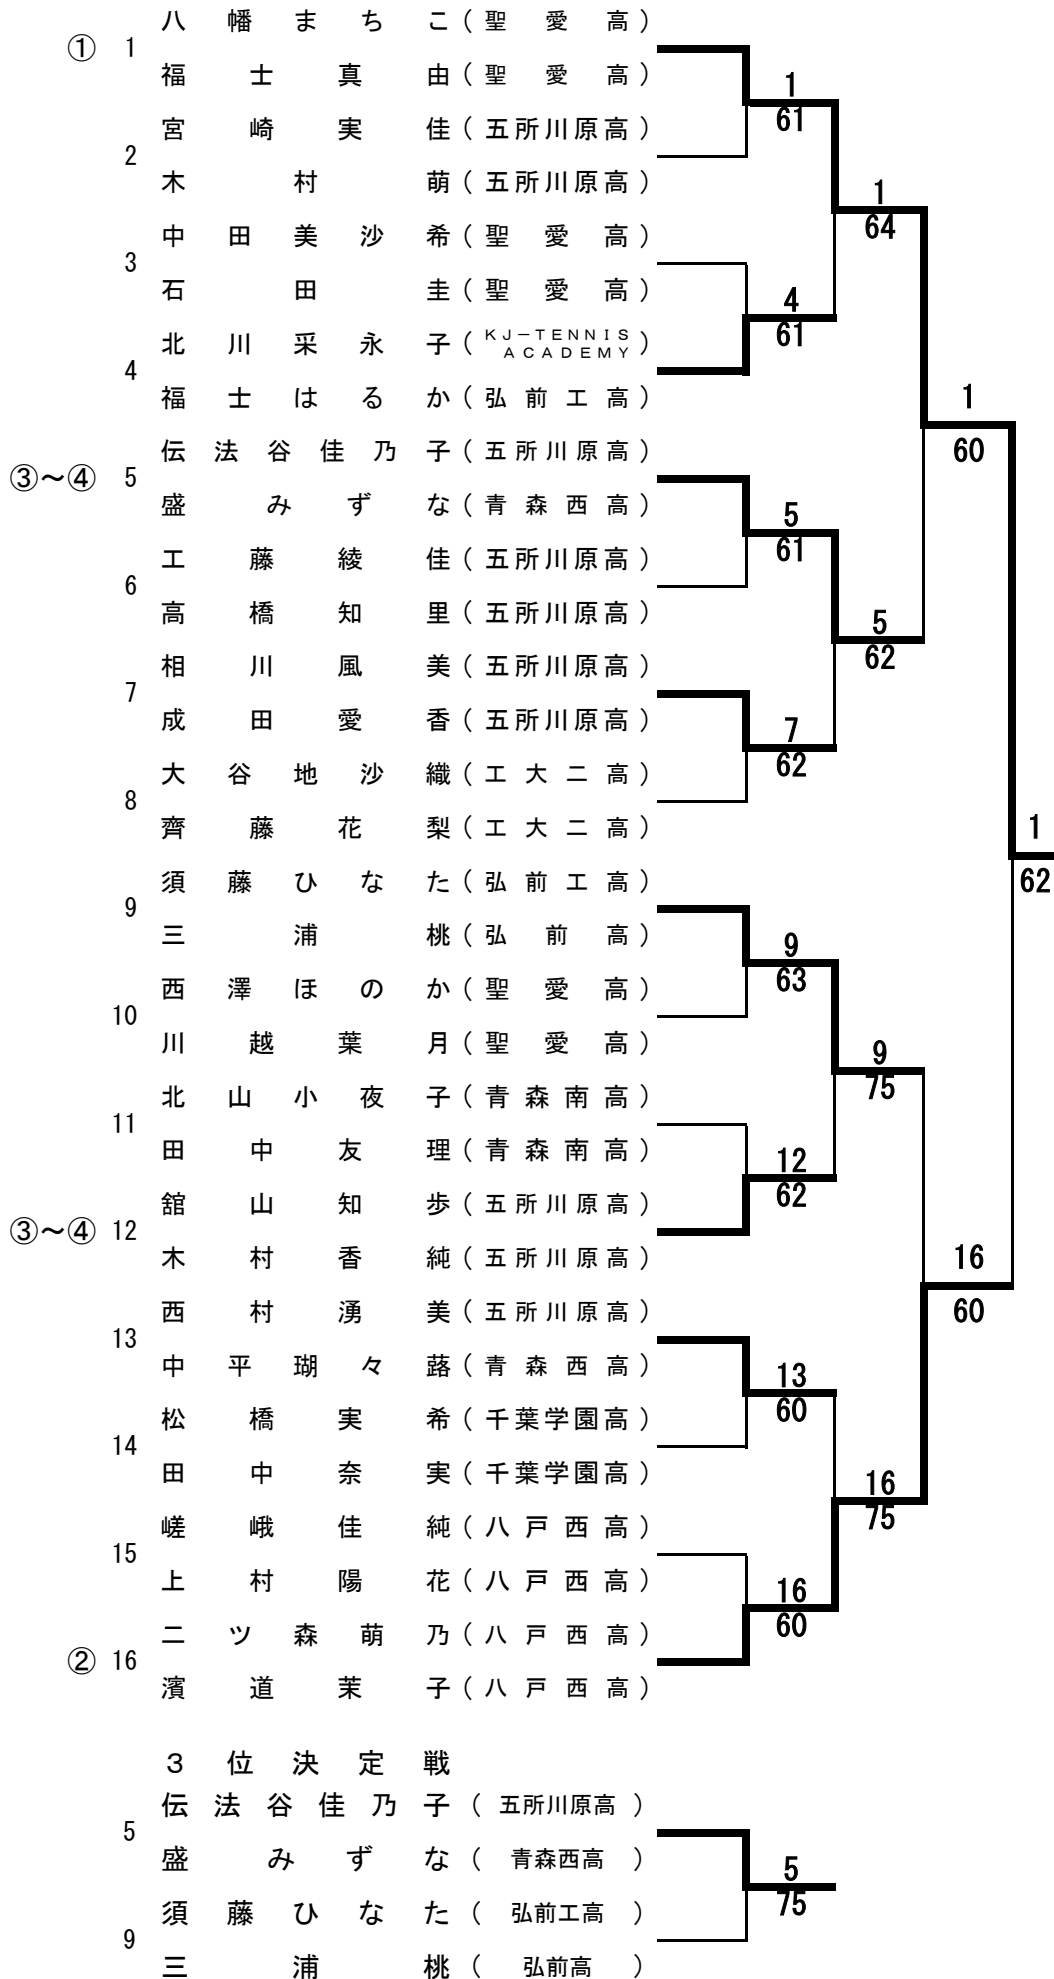 八幡まちこ(聖愛高)
① 1
福士真由(聖愛高)
1
61
宮崎実佳(五所川原高)
2
木村萌(五所川原高)
1
64
中田美沙希(聖愛高)
3
石田圭(聖愛高)
4
61
北川采永子(KJ-TENNIS ACADEMY)
4
福士はるか(弘前工高)
1
60
伝法谷佳乃子(五所川原高)
③~④ 5
盛みずな(青森西高)
5
61
工藤綾佳(五所川原高)
6
高橋知里(五所川原高)
5
62
相川風美(五所川原高)
7
成田愛香(五所川原高)
7
62
大谷地沙織(工大二高)
8
齊藤花梨(工大二高)
1
62
須藤ひなた(弘前工高)
9
三浦桃(弘前高)
9
63
西澤ほのか(聖愛高)
10
川越葉月(聖愛高)
9
75
北山小夜子(青森南高)
11
田中友理(青森南高)
12
62
舘山知歩(五所川原高)
③~④ 12
木村香純(五所川原高)
16
60
西村湧美(五所川原高)
13
中平瑚々蕗(青森西高)
13
60
松橋実希(千葉学園高)
14
田中奈実(千葉学園高)
16
75
嵯峨佳純(八戸西高)
15
上村陽花(八戸西高)
16
60
二ツ森萌乃(八戸西高)
② 16
濱道茉子(八戸西高)
3位決定戦
伝法谷佳乃子(五所川原高)
5
盛みずな(青森西高)
5
75
須藤ひなた(弘前工高)
9
三浦桃(弘前高)